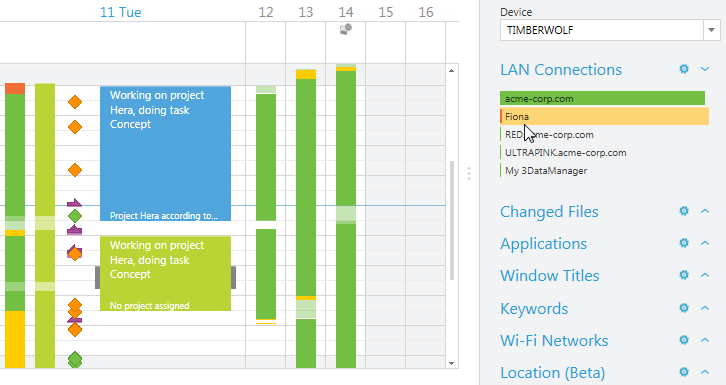 11 Tue
12
13
14
15
16
Working on project
Hera, doing task
Concept
Project Hera according to...
Working on project
Hera, doing task
Concept
No project assigned
Device
TIMBERWOLF
LAN Connections
acme-corp.com
Fiona
RED.acme-corp.com
ULTRAPINK.acme-corp.com
My 3DataManager
Changed Files
Applications
Window Titles
Keywords
Wi-Fi Networks
Location (Beta)